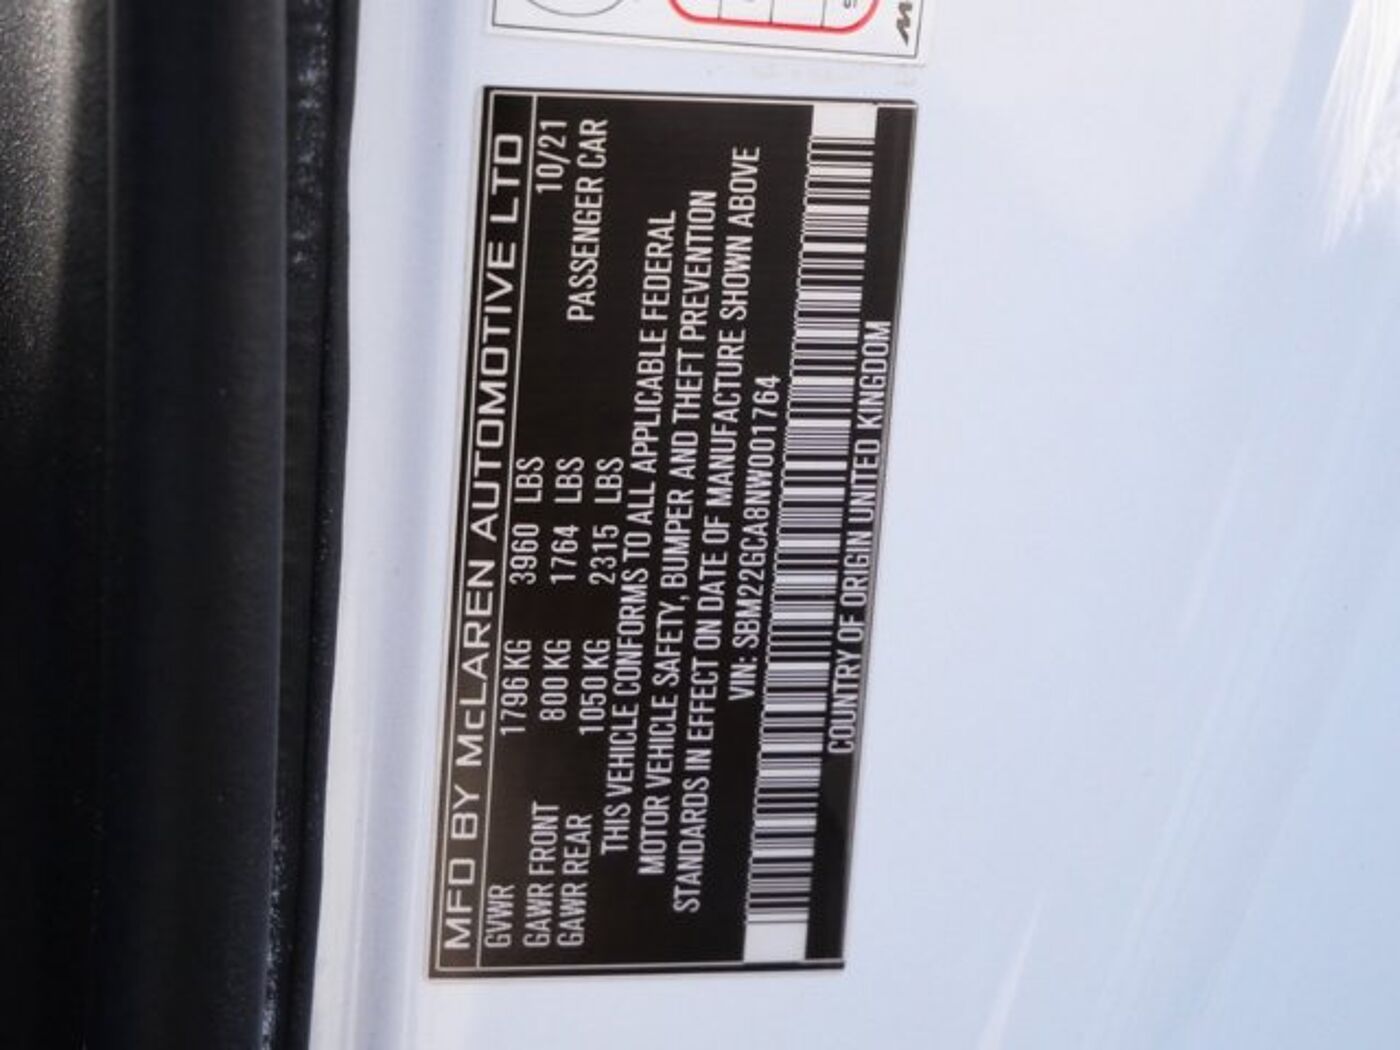 MFD BY McLAREN AUTOMOTIVE LTD
10/21
GVWR 1796 KG 3960 LBS
PASSENGER CAR
GAWR FRONT 800 KG 1764 LBS
GAWR REAR 1050 KG 2315 LBS
THIS VEHICLE CONFORMS TO ALL APPLICABLE FEDERAL
MOTOR VEHICLE SAFETY, BUMPER AND THEFT PREVENTION
STANDARDS IN EFFECT ON DATE OF MANUFACTURE SHOWN ABOVE
VIN: SBM22GCA8NW001764
COUNTRY OF ORIGIN UNITED KINGDOM